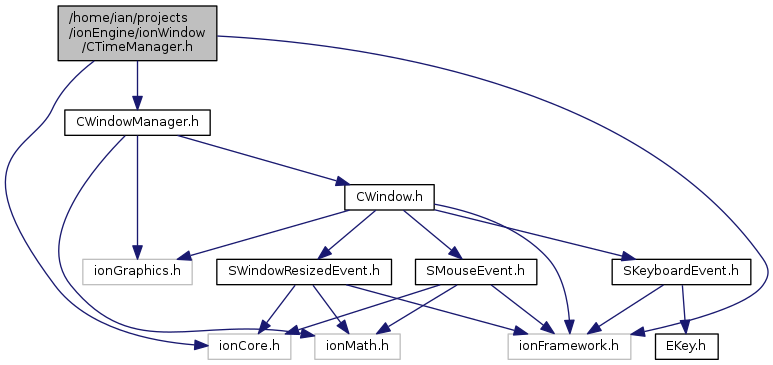 /home/ian/projects
/ionEngine/ionWindow
/CTimeManager.h
CWindowManager.h
CWindow.h
ionGraphics.h
SWindowResizedEvent.h
SMouseEvent.h
SKeyboardEvent.h
ionCore.h
ionMath.h
ionFramework.h
EKey.h